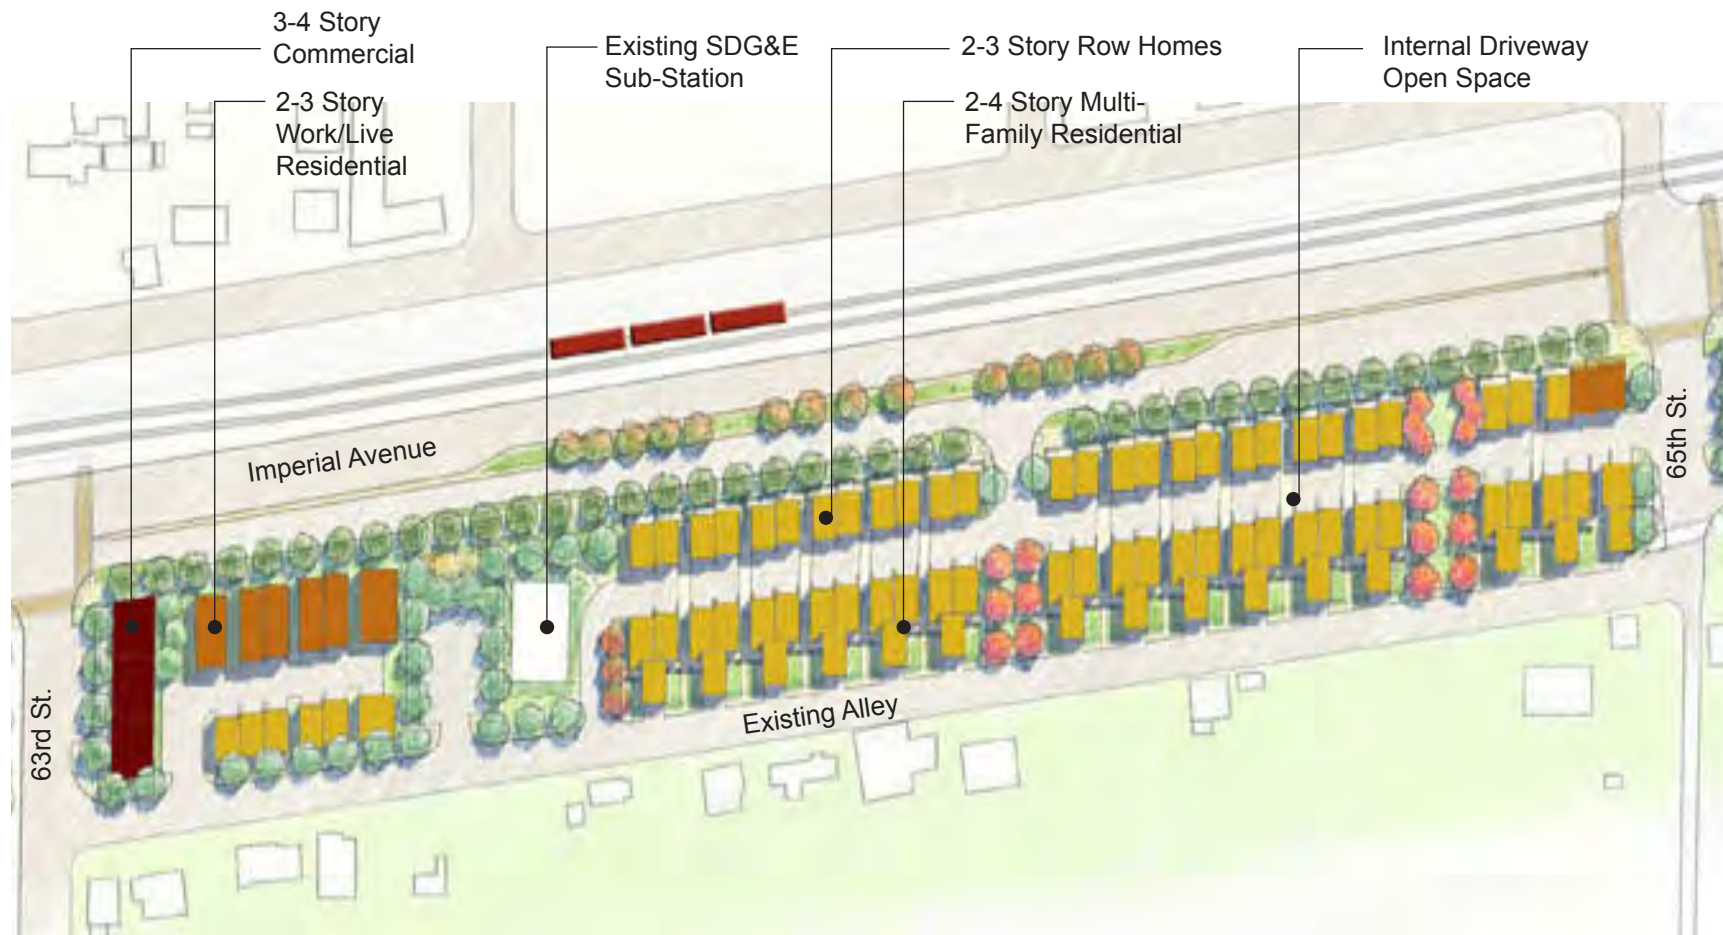 3-4 Story
Commercial
2-3 Story
Work/Live
Residential
Existing SDG&E
Sub-Station
2-3 Story Row Homes
2-4 Story Multi-
Family Residential
Internal Driveway
Open Space
Imperial Avenue
65th St.
63rd St.
Existing Alley